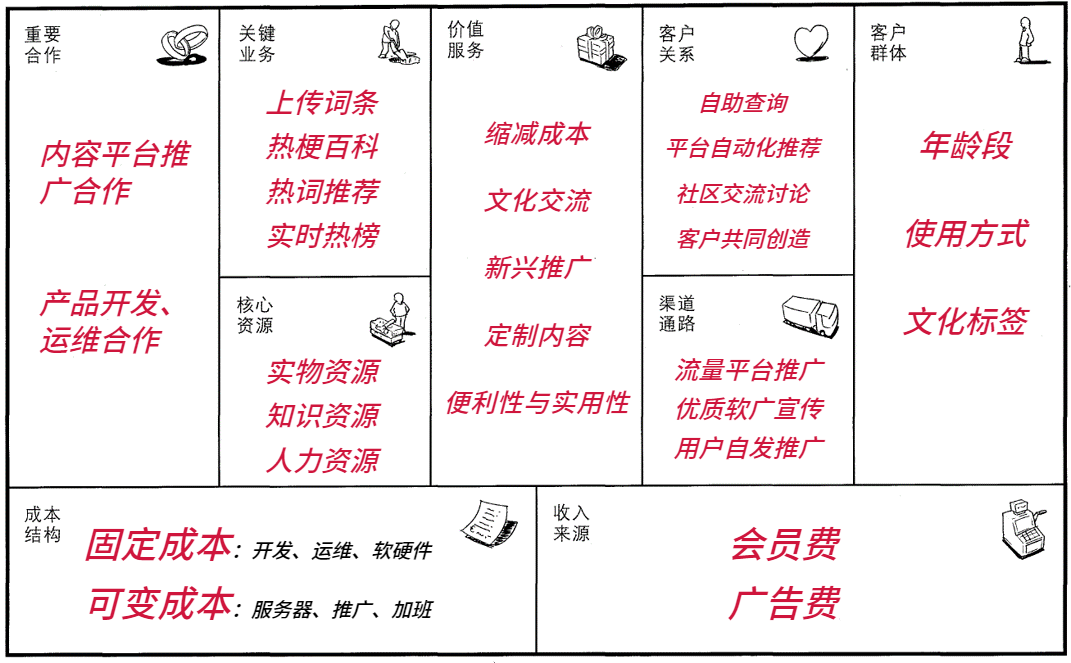 重要
合作
内容平台推
广合作
产品开发、
运维合作
关键
业务
上传词条
热梗百科
热词推荐
实时热榜
核心
资源
实物资源
知识资源
人力资源
价值
服务
缩减成本
文化交流
新兴推广
定制内容
便利性与实用性
客户
关系
自助查询
平台自动化推荐
社区交流讨论
客户共同创造
渠道
通路
流量平台推广
优质软广宣传
用户自发推广
客户
群体
年龄段
使用方式
文化标签
成本
结构
固定成本：开发、运维、软硬件
可变成本：服务器、推广、加班
收入
来源
会员费
广告费